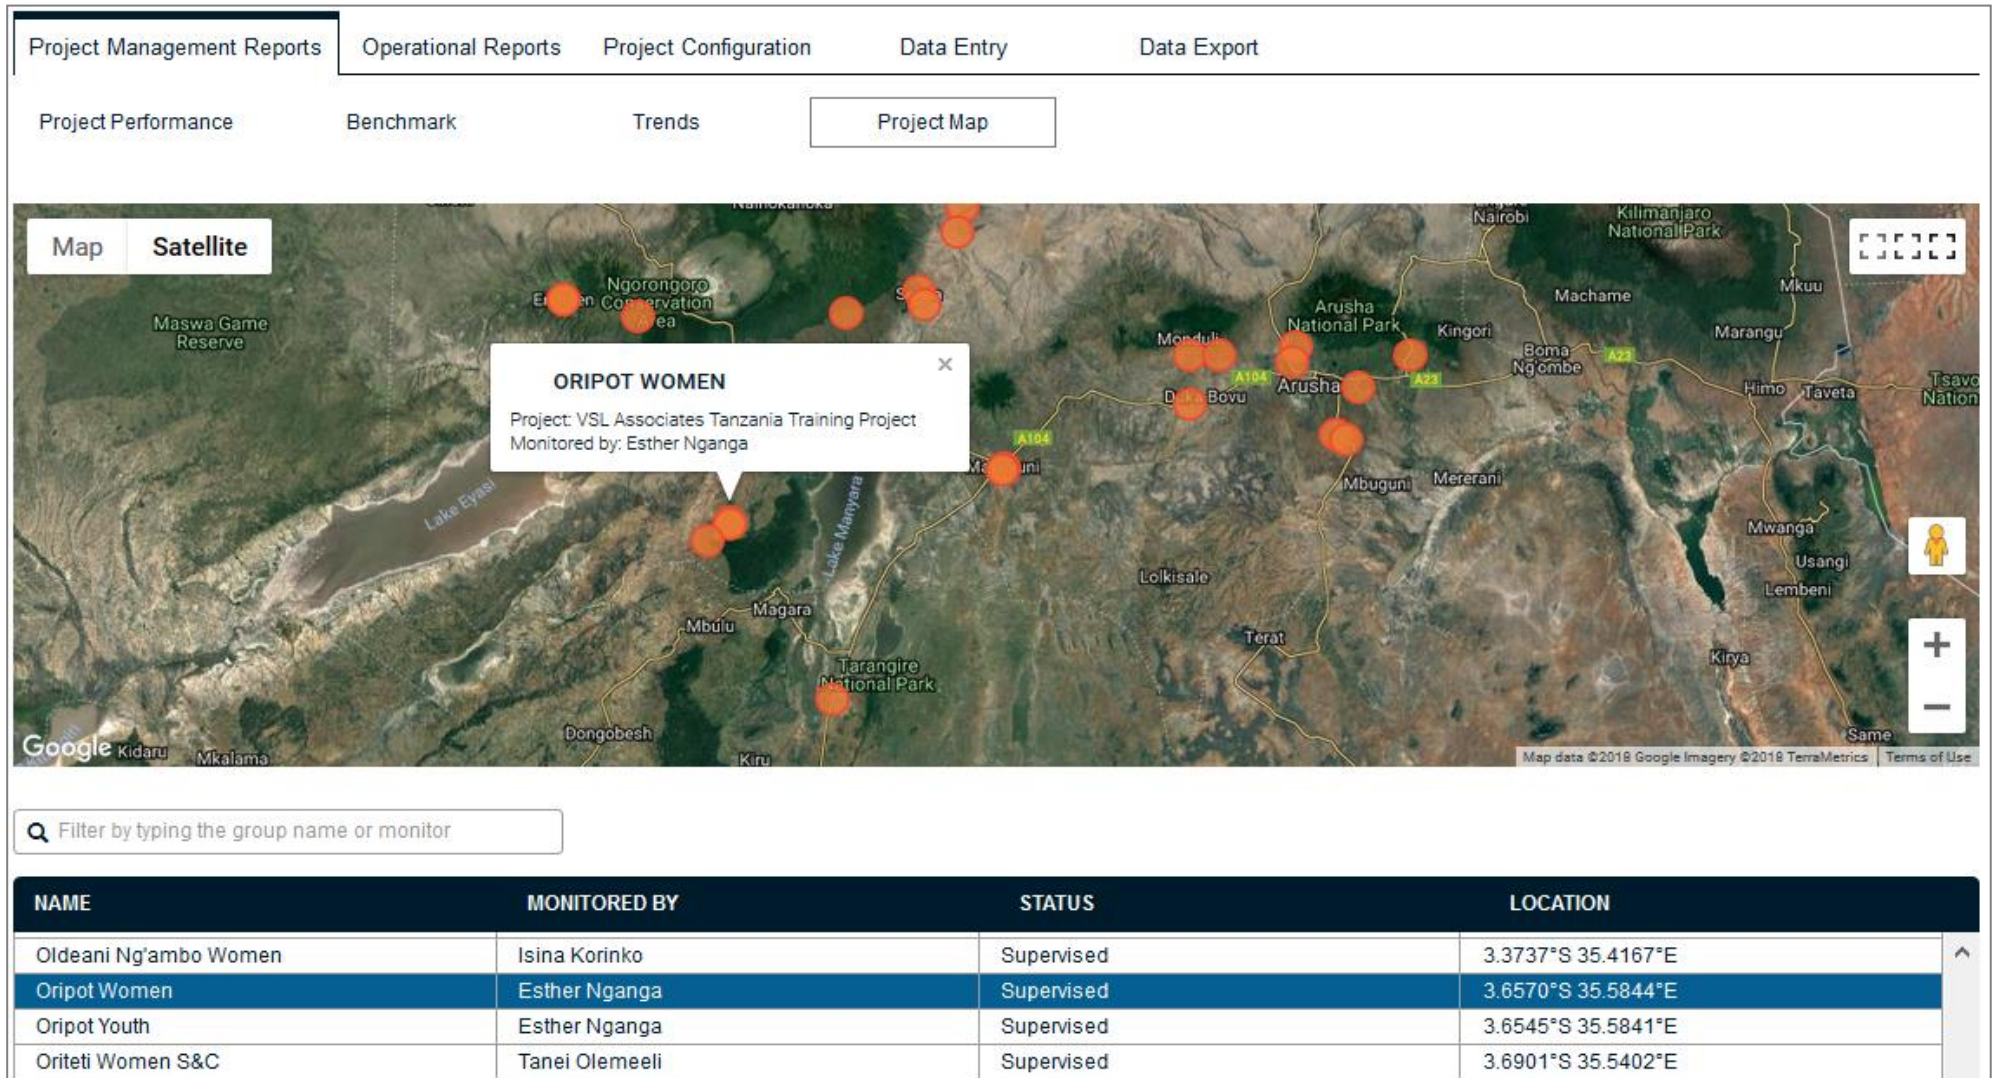 Project Management Reports
Operational Reports
Project Configuration
Data Entry
Data Export
Project Performance
Benchmark
Trends
Project Map
Map
Satellite
Nairobi
Kilimanjaro
National Park
Ngorongoro
Conservation
Area
Maswa Game
Reserve
Machame
Mkuu
Arusha
National Park
Kingori
Marangu
Monduli
Boma
Ng'ombe
A23
A104
Arusha
A23
Himo
Taveta
Tsavo
Nation
Bovu
ORIPOT WOMEN
Project: VSL Associates Tanzania Training Project
Monitored by: Esther Nganga
A104
Lake Eyasi
Lake Manyara
Mbuguni
Mererani
Mwanga
Usangi
Lembeni
Lolkisale
Magara
Mbulu
Terat
Kirya
Tarangire
National Park
Dongobesh
Same
Google
Kidaru
Mkalama
Kiru
Map data ©2018 Google Imagery ©2018 TerraMetrics
Terms of Use
Filter by typing the group name or monitor
NAME MONITORED BY STATUS LOCATION
Oldeani Ng'ambo Women Isina Korinko Supervised 3.3737°S 35.4167°E
Oripot Women Esther Nganga Supervised 3.6570°S 35.5844°E
Oripot Youth Esther Nganga Supervised 3.6545°S 35.5841°E
Oriteti Women S&C Tanei Olemeeli Supervised 3.6901°S 35.5402°E